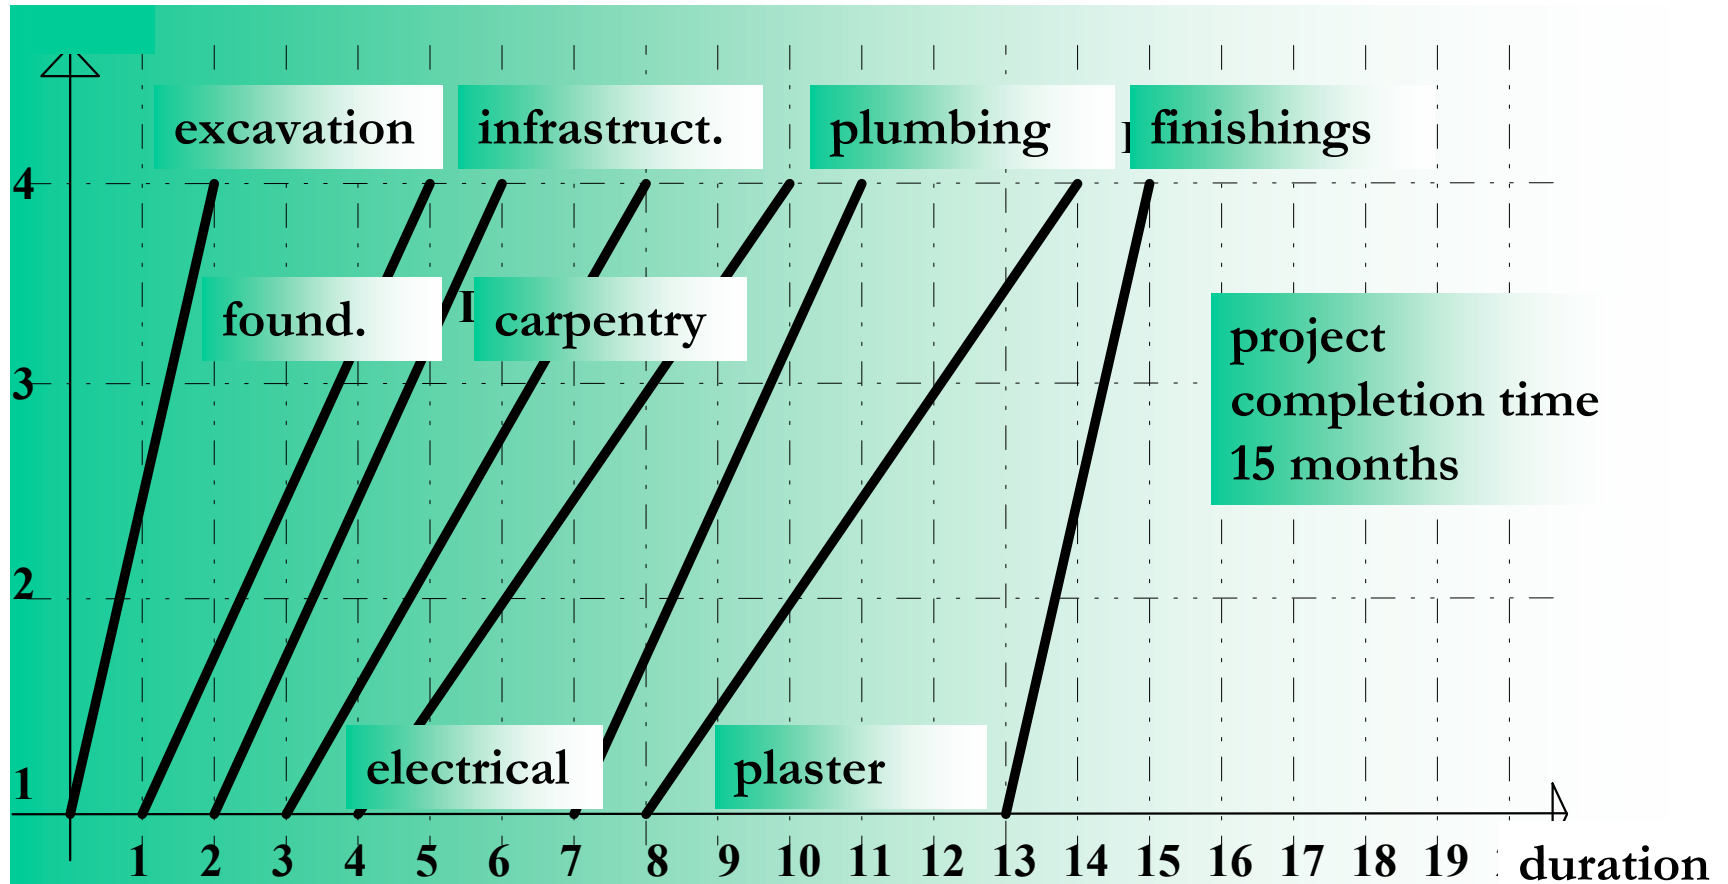 excavation infrastruct. plumbing finishings
4
found. carpentry
project
3
completion time
15 months
2
electrical plaster
1
1 2 3 4 5 6 7 8 9 10 11 12 13 14 15 16 17 18 19 duration